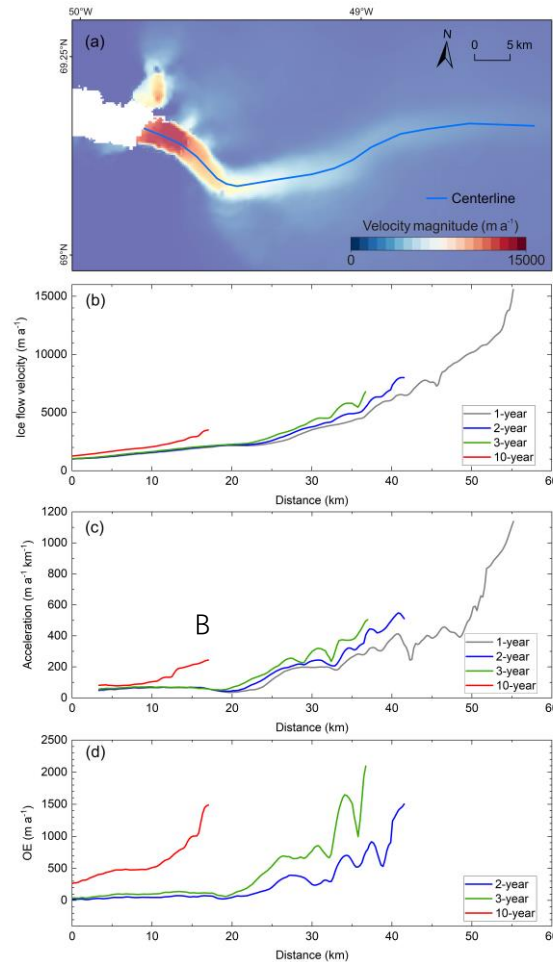 50°W 49°W
69.25°N
(a)
N
0 5 km
Centerline
Velocity magnitude (m a⁻¹)
0 15000
69°N
15000
(b)
10000
5000
0
Ice flow velocity (m a⁻¹)
1-year
2-year
3-year
10-year
0 10 20 30 40 50 60
Distance (km)
1200
(c)
1000
800
600
400
200
0
Acceleration (m a⁻¹ km⁻¹)
B
1-year
2-year
3-year
10-year
0 10 20 30 40 50 60
Distance (km)
2500
(d)
2000
1500
1000
500
0
OE (m a⁻¹)
2-year
3-year
10-year
0 10 20 30 40 50 60
Distance (km)